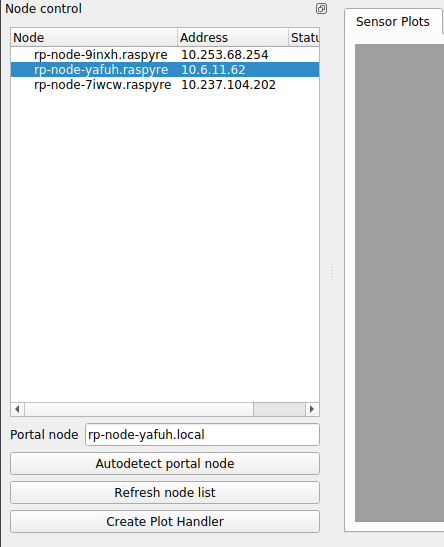 Node control
Sensor Plots
Node Address Statu
rp-node-9inxh.raspyre 10.253.68.254
rp-node-yafuh.raspyre 10.6.11.62
rp-node-7iwcw.raspyre 10.237.104.202
Portal node rp-node-yafuh.local
Autodetect portal node
Refresh node list
Create Plot Handler